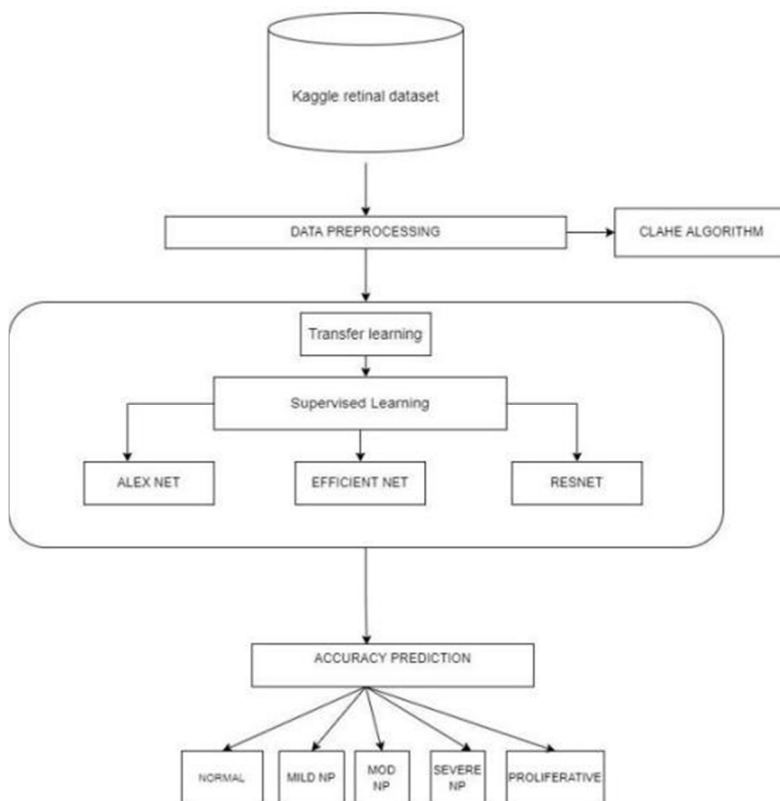 Kaggle retinal dataset
DATA PREPROCESSING
CLAHE ALGORITHM
Transfer learning
Supervised Learning
ALEX NET
EFFICIENT NET
RESNET
ACCURACY PREDICTION
NORMAL
MILD NP
MOD
NP
SEVERE
NP
PROLIFERATIVE